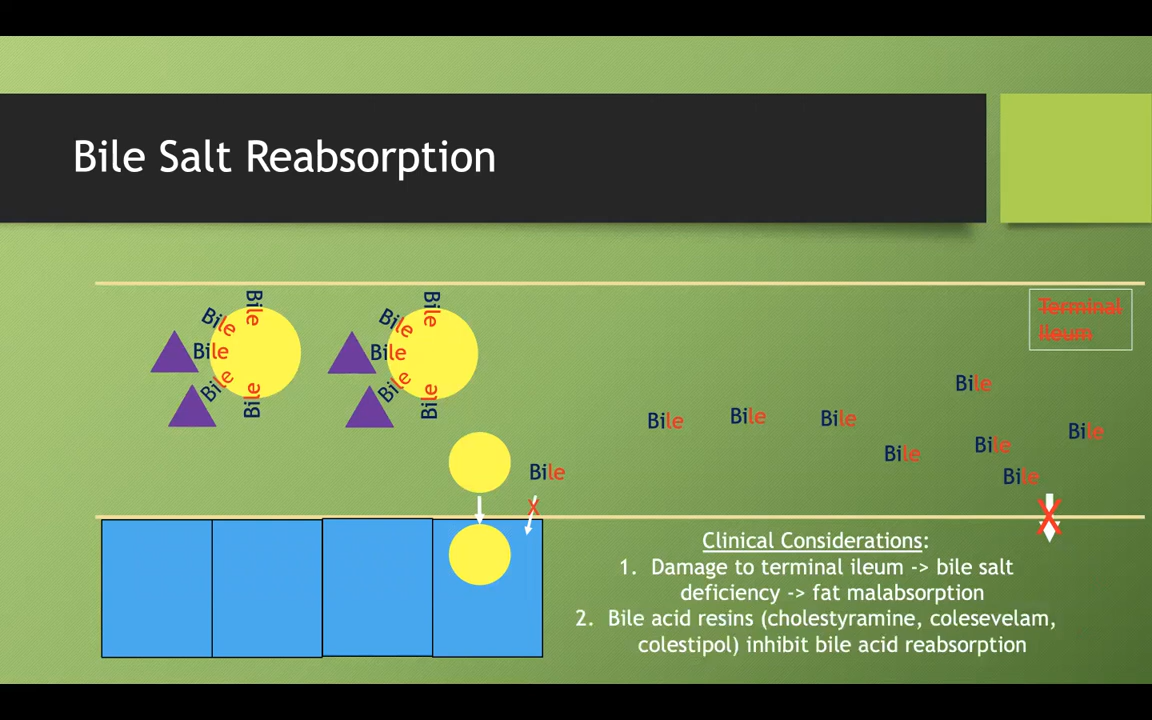 Bile Salt Reabsorption
Bile
Bile
Bile
Bile
Bile
Bile
Bile
Bile
Bile
Bile
Terminal
Ileum
Bile
Bile
Bile
Bile
Bile
Bile
Bile
Bile
Bile
X
X
Clinical Considerations:
1. Damage to terminal ileum -> bile salt
deficiency -> fat malabsorption
2. Bile acid resins (cholestyramine, colesevelam,
colestipol) inhibit bile acid reabsorption